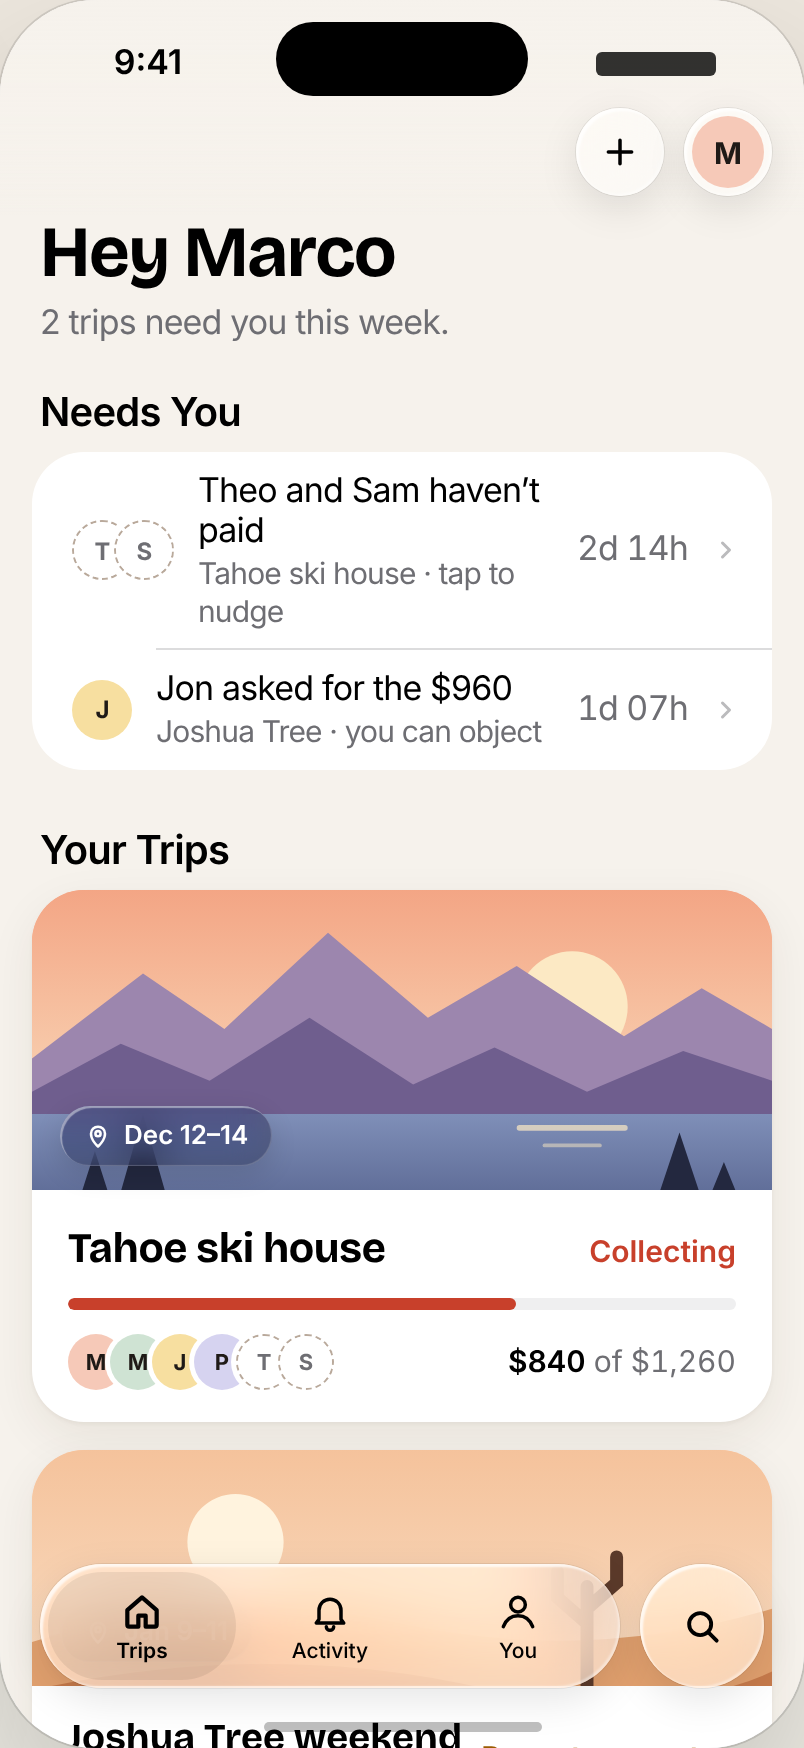 9:41
M
Hey Marco
2 trips need you this week.
Needs You
Theo and Sam haven’t
paid
T S
2d 14h
Tahoe ski house · tap to
nudge
J
Jon asked for the $960
1d 07h
Joshua Tree · you can object
Your Trips
Dec 12–14
Tahoe ski house
Collecting
M M J P T S
$840 of $1,260
Trips
Activity
You
Joshua Tree weekend